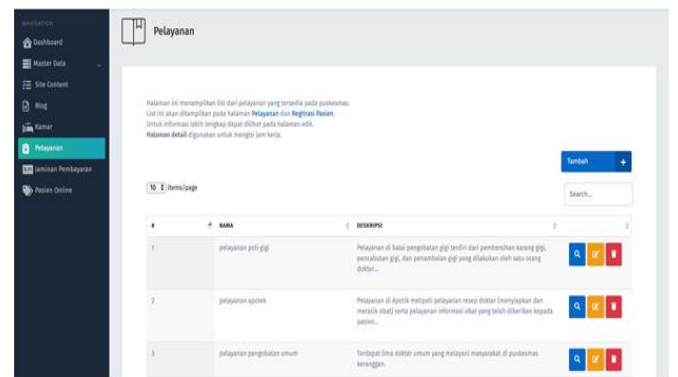 NAVIGATION
Dashboard
Master Data
Site Content
Blog
Kamar
Pelayanan
Jaminan Pembayaran
Pasien Online
Pelayanan
Halaman ini menampilkan list dari pelayanan yang tersedia pada puskesmas.
List ini akan ditampilkan pada halaman Pelayanan dan Regitrasi Pasien.
Untuk informasi lebih lengkap dapat dilihat pada halaman edit.
Halaman detail digunakan untuk mengisi jam kerja.
Tambah +
10 items/page
Search...
# NAMA DESKRIPSI
1 pelayanan poli gigi Pelayanan di balai pengobatan gigi terdiri dari pembersihan karang gigi,
pencabutan gigi, dan penambalan gigi yang dilakukan oleh satu orang
dokter...
2 pelayanan apotek Pelayanan di Apotik meliputi pelayanan resep dokter (menyiapkan dan
meracik obat) serta pelayanan informasi obat yang telah diberikan kepada
pasien...
3 pelayanan pengobatan umum Terdapat lima dokter umum yang melayani masyarakat di puskesmas
keranggan.